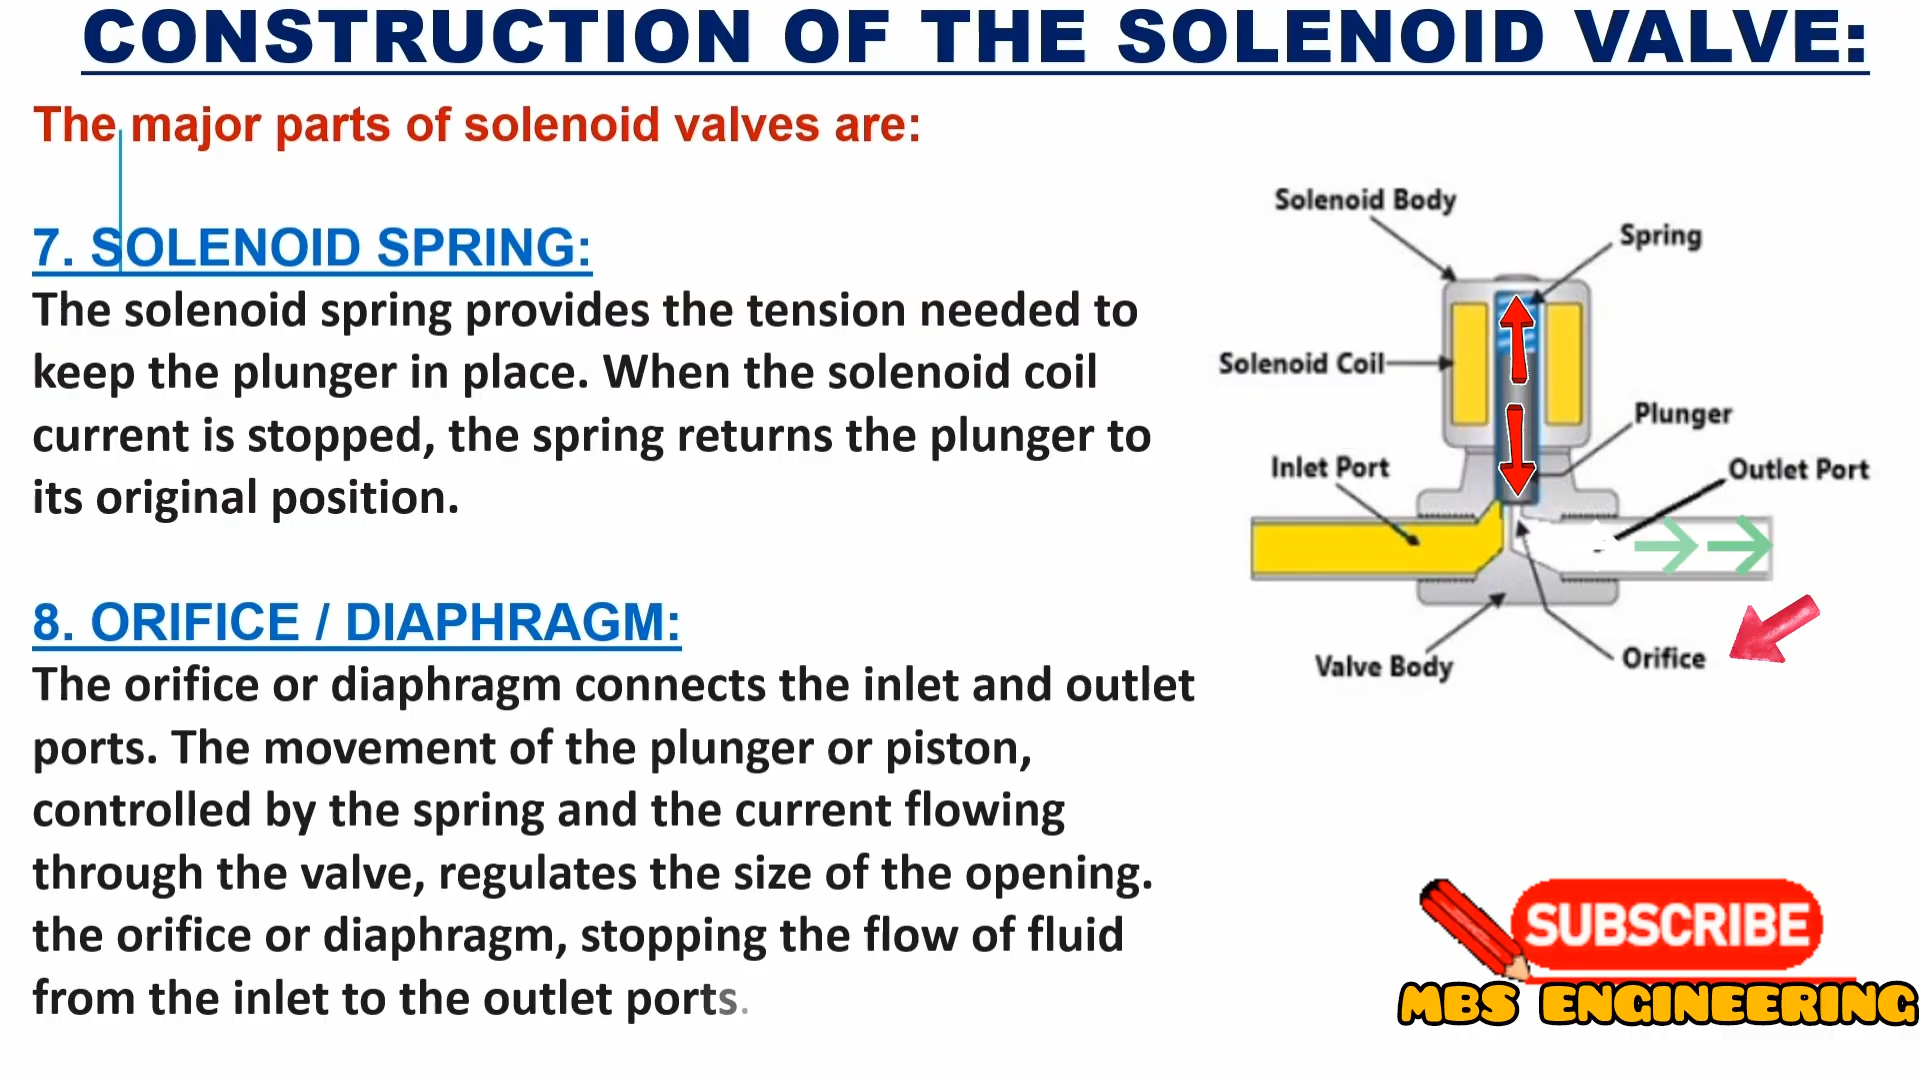 CONSTRUCTION OF THE SOLENOID VALVE:
The major parts of solenoid valves are:
7. SOLENOID SPRING:
The solenoid spring provides the tension needed to
keep the plunger in place. When the solenoid coil
current is stopped, the spring returns the plunger to
its original position.
8. ORIFICE / DIAPHRAGM:
The orifice or diaphragm connects the inlet and outlet
ports. The movement of the plunger or piston,
controlled by the spring and the current flowing
through the valve, regulates the size of the opening.
the orifice or diaphragm, stopping the flow of fluid
from the inlet to the outlet ports.
Solenoid Body
Spring
Solenoid Coil
Plunger
Inlet Port
Outlet Port
Valve Body
Orifice
SUBSCRIBE
MBS ENGINEERING